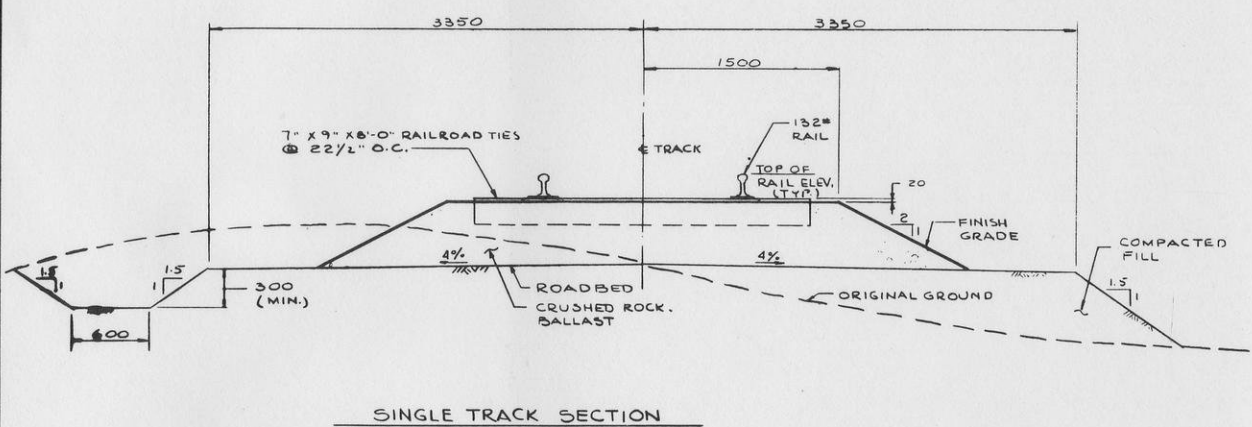 3350
3350
1500
7" X 9" X 8'-0" RAILROAD TIES
@ 22 1/2" O.C.
132#
RAIL
℄ TRACK
TOP OF
RAIL ELEV.
(TYP.)
20
2
1
FINISH
GRADE
COMPACTED
FILL
1.5
1
1.5
1
4%
4%
1.5
1
300
(MIN.)
ROADBED
CRUSHED ROCK.
BALLAST
ORIGINAL GROUND
600
SINGLE TRACK SECTION